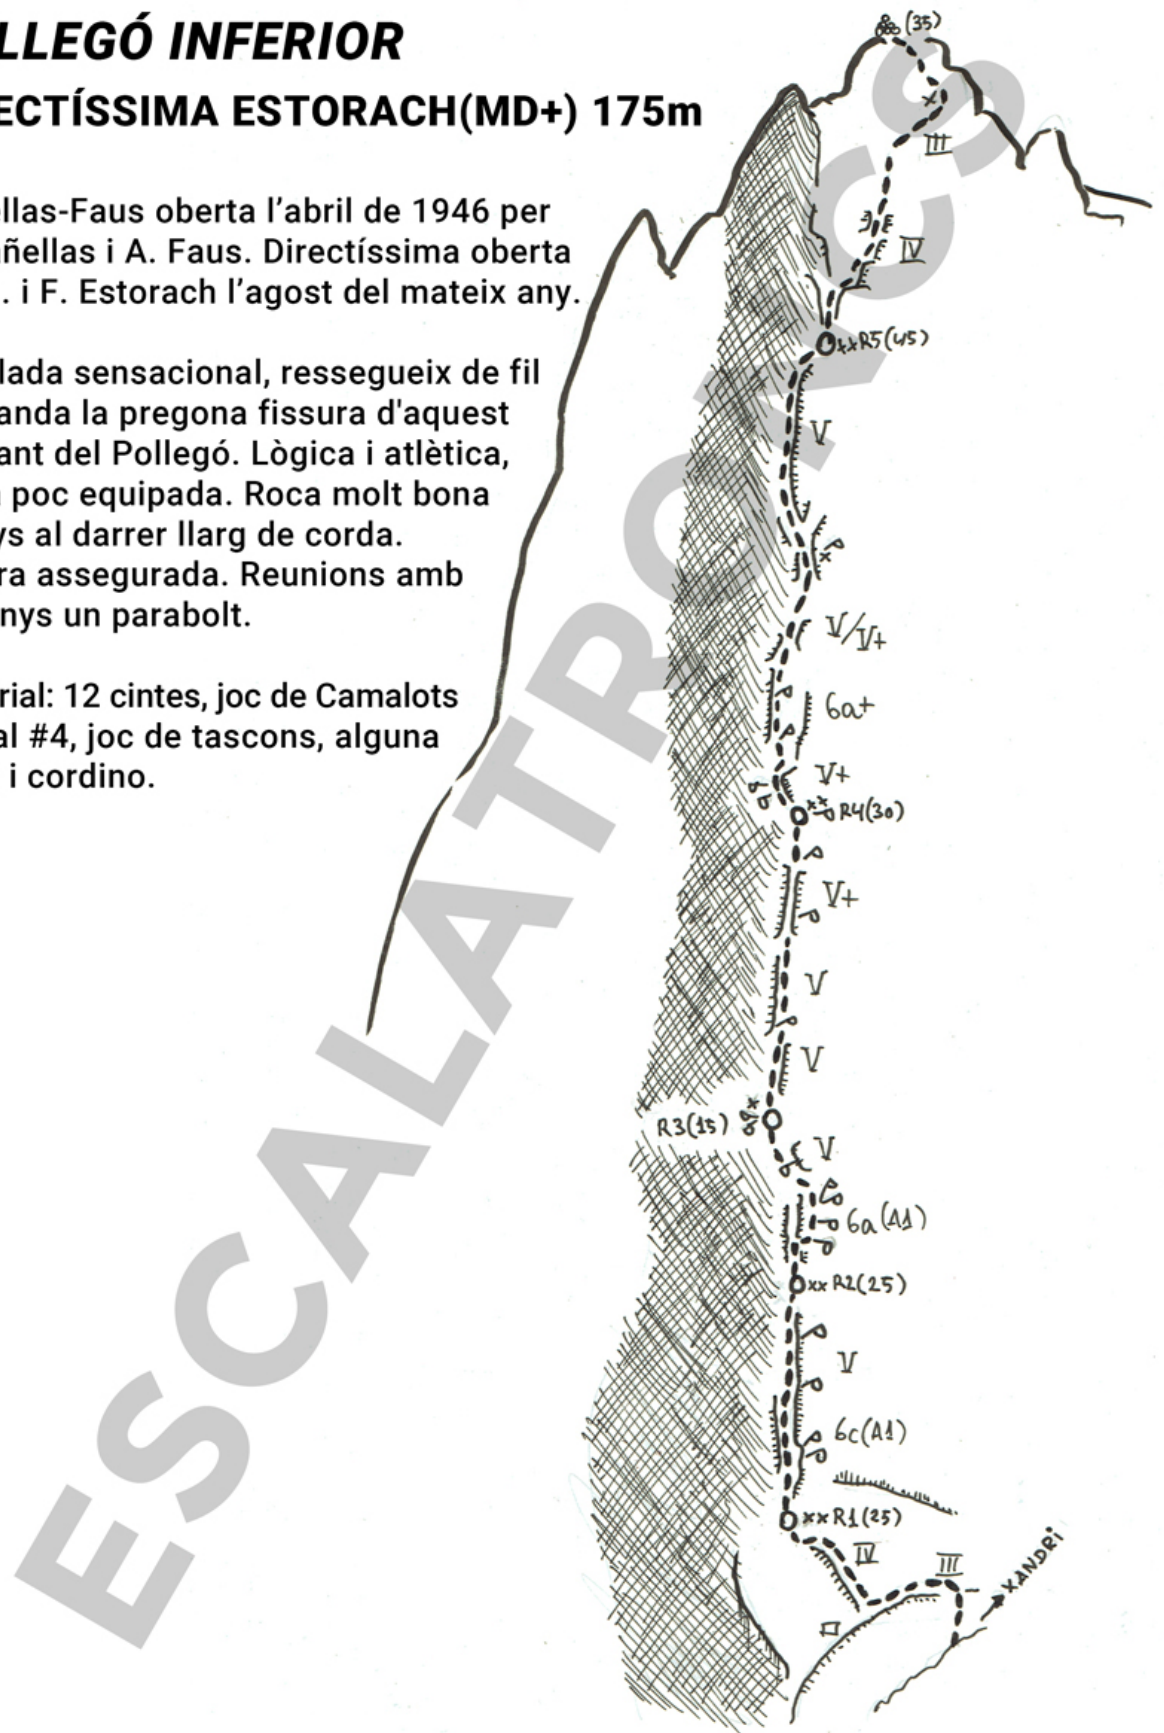 LLEGÓ INFERIOR
ECTÍSSIMA ESTORACH(MD+) 175m
llas-Faus oberta l'abril de 1946 per
ñellas i A. Faus. Directíssima oberta
. i F. Estorach l'agost del mateix any.
lada sensacional, ressegueix de fil
anda la pregona fissura d'aquest
ant del Pollegó. Lògica i atlètica,
poc equipada. Roca molt bona
ys al darrer llarg de corda.
ra assegurada. Reunions amb
nys un parabolt.
rial: 12 cintes, joc de Camalots
al #4, joc de tascons, alguna
i cordino.
(35)
III
IV
xxR5(45)
V
V/V+
6a+
V+
R4(30)
V+
V
V
R3(15)
V
6a(A1)
xxR2(25)
V
6c(A1)
xxR1(25)
IV
III
XANDRI
ESCALATRONCS